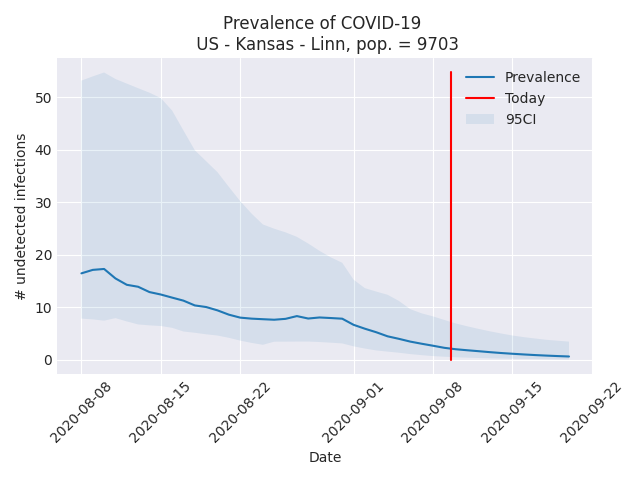 Prevalence of COVID-19
US - Kansas - Linn, pop. = 9703
Prevalence
Today
95CI
# undetected infections
50
40
30
20
10
0
2020-08-08
2020-08-15
2020-08-22
2020-09-01
2020-09-08
2020-09-15
2020-09-22
Date